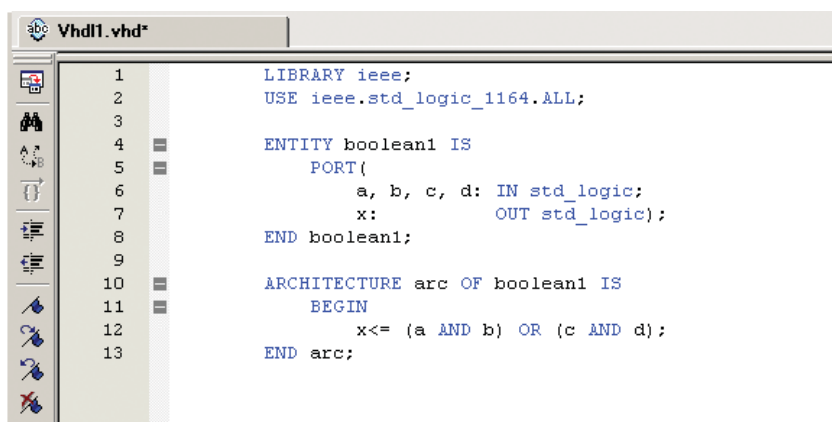 abc Vhdl1.vhd*
1 LIBRARY ieee;
2 USE ieee.std_logic_1164.ALL;
3
4 ENTITY boolean1 IS
5 PORT(
6 a, b, c, d: IN std_logic;
7 x: OUT std_logic);
8 END boolean1;
9
10 ARCHITECTURE arc OF boolean1 IS
11 BEGIN
12 x<= (a AND b) OR (c AND d);
13 END arc;